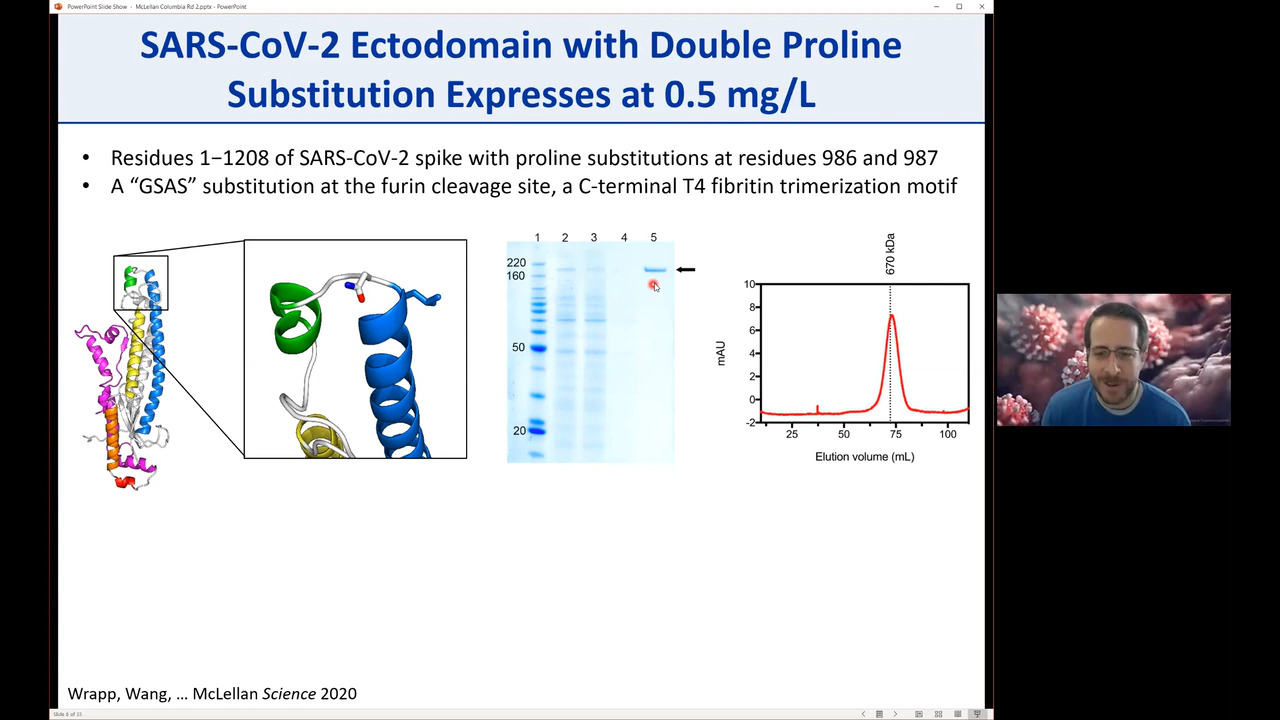 PowerPoint Slide Show - McLellan Columbia Rd 2.pptx - PowerPoint
SARS-CoV-2 Ectodomain with Double Proline
Substitution Expresses at 0.5 mg/L
• Residues 1–1208 of SARS-CoV-2 spike with proline substitutions at residues 986 and 987
• A “GSAS” substitution at the furin cleavage site, a C-terminal T4 fibritin trimerization motif
1 2 3 4 5
220
160
50
20
670 kDa
10
8
6
4
2
0
-2
mAU
25 50 75 100
Elution volume (mL)
Wrapp, Wang, … McLellan Science 2020
Slide 8 of 33